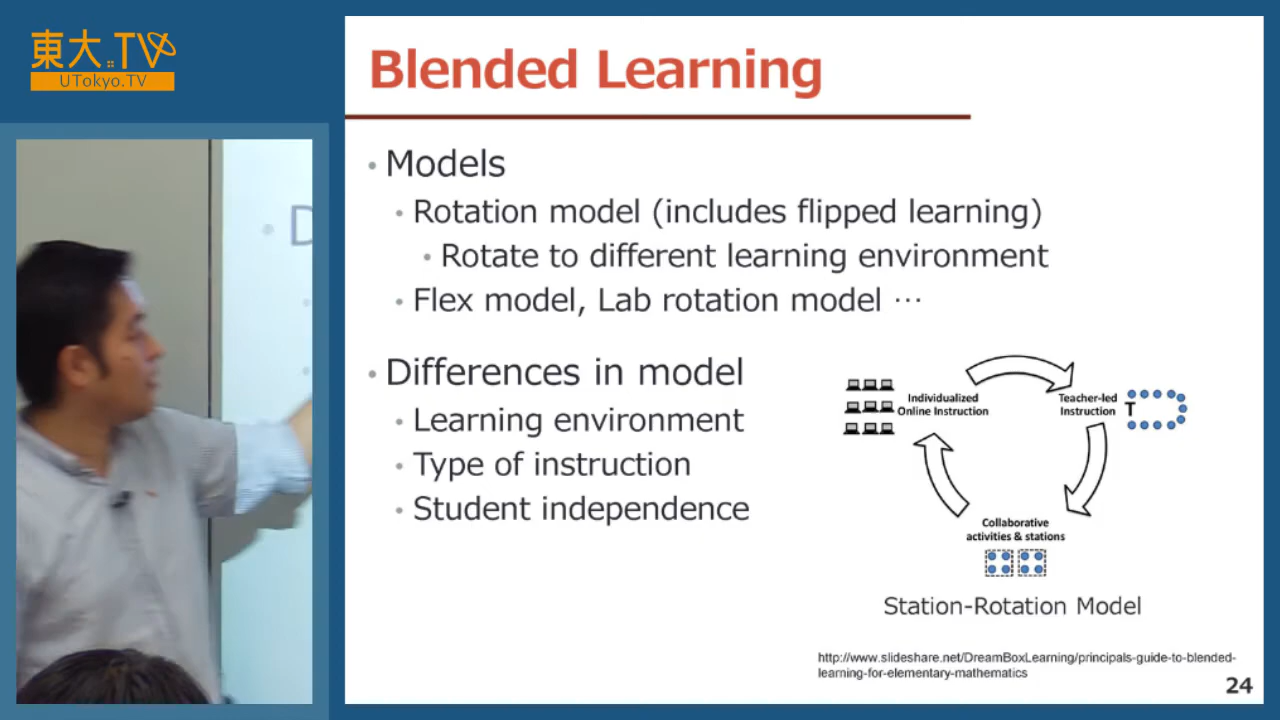 東大.TV
UTokyo.TV
Blended Learning
• Models
• Rotation model (includes flipped learning)
• Rotate to different learning environment
• Flex model, Lab rotation model …
• Differences in model
• Learning environment
• Type of instruction
• Student independence
Individualized
Online Instruction
Teacher-led
Instruction
T
Collaborative
activities & stations
Station-Rotation Model
http://www.slideshare.net/DreamBoxLearning/principals-guide-to-blended-
learning-for-elementary-mathematics
24